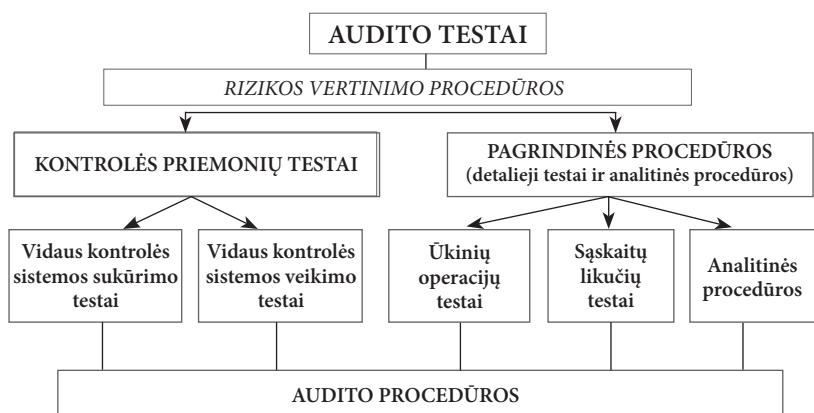 AUDITO TESTAI
RIZIKOS VERTINIMO PROCEDŪROS
KONTROLĖS PRIEMONIŲ TESTAI
PAGRINDINĖS PROCEDŪROS
(detalieji testai ir analitinės procedūros)
Vidaus kontrolės
sistemos sukūrimo
testai
Vidaus kontrolės
sistemos veikimo
testai
Ūkinių
operacijų
testai
Sąskaitų
likučių
testai
Analitinės
procedūros
AUDITO PROCEDŪROS